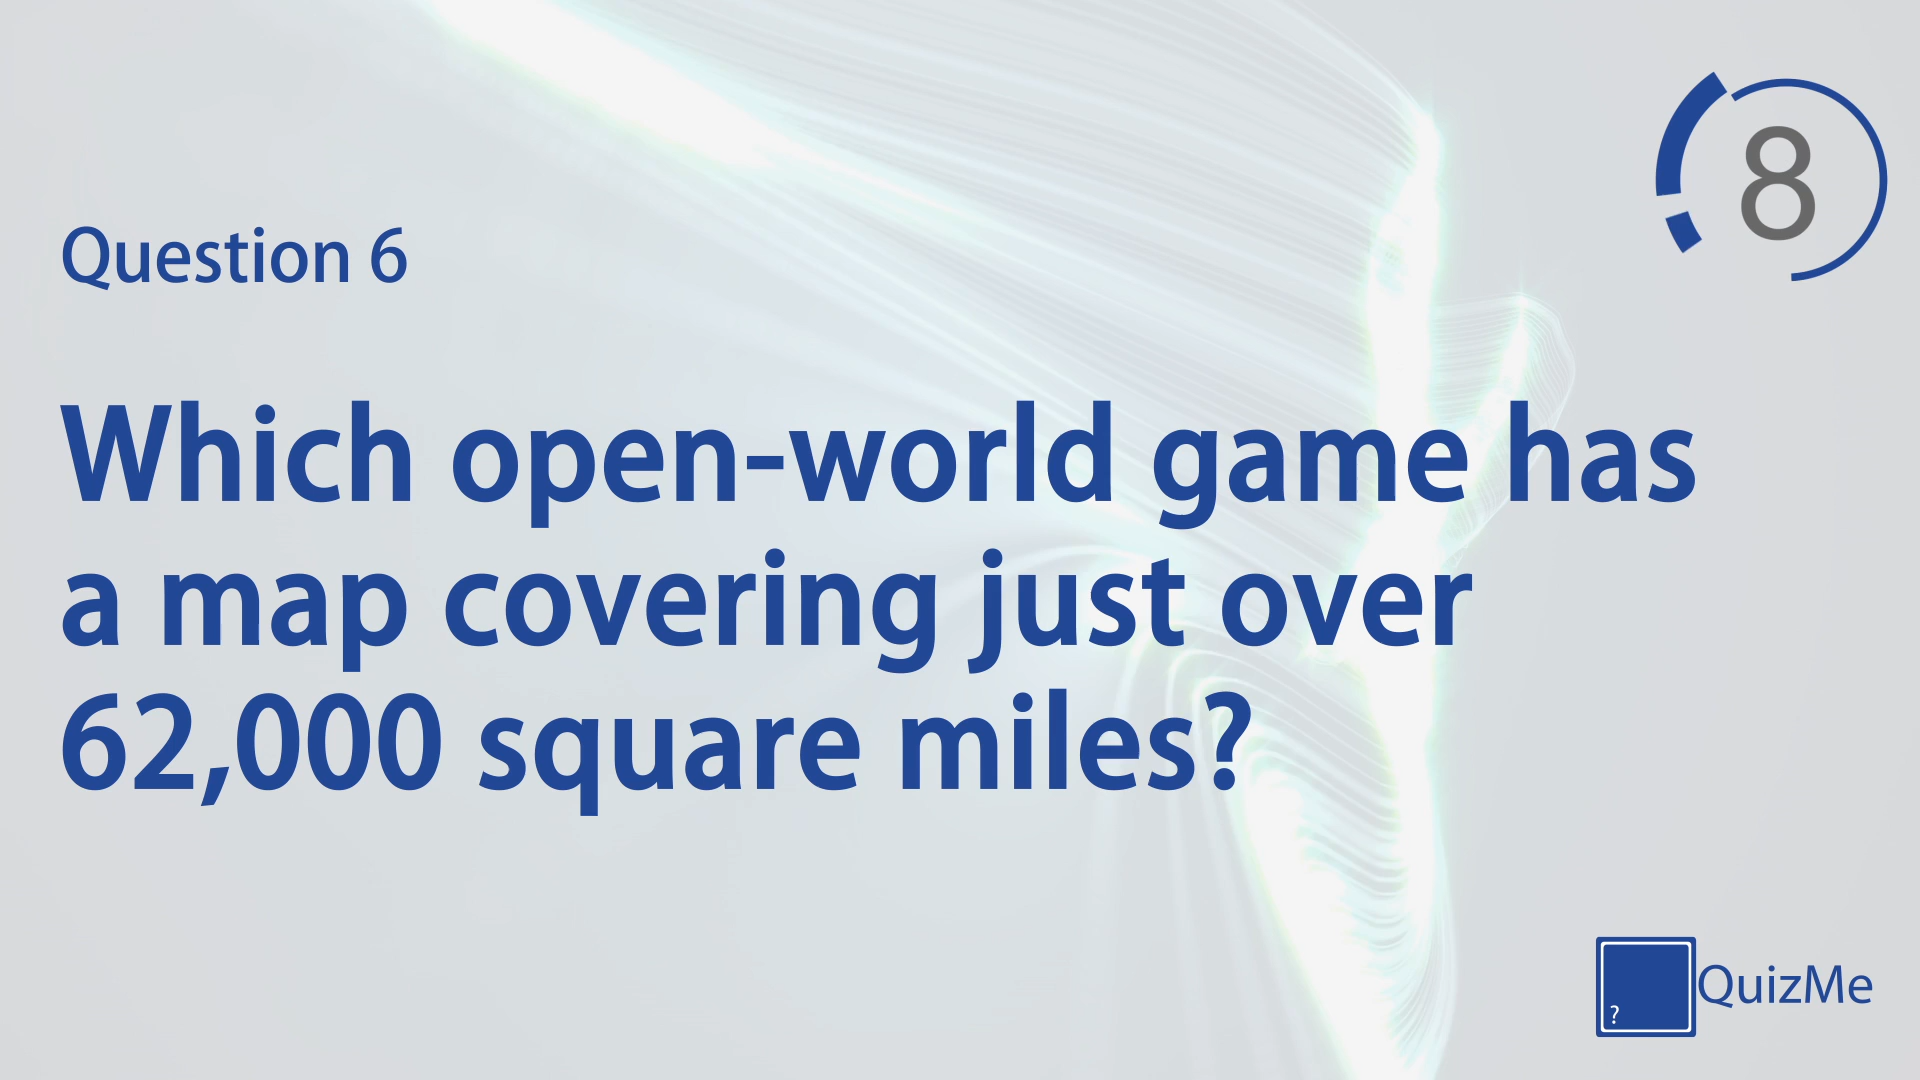 8
Question 6
Which open-world game has
a map covering just over
62,000 square miles?
?
QuizMe